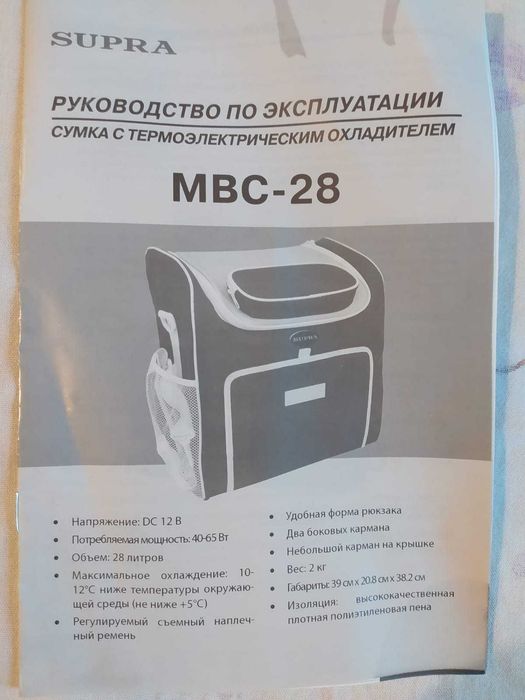 SUPRA
РУКОВОДСТВО ПО ЭКСПЛУАТАЦИИ
СУМКА С ТЕРМОЭЛЕКТРИЧЕСКИМ ОХЛАДИТЕЛЕМ
MBC-28
SUPRA
• Напряжение: DC 12 В
• Потребляемая мощность: 40-65 Вт
• Объем: 28 литров
• Максимальное охлаждение: 10-
12°С ниже температуры окружаю-
щей среды (не ниже +5°С)
• Регулируемый съемный наплеч-
ный ремень
• Удобная форма рюкзака
• Два боковых кармана
• Небольшой карман на крышке
• Вес: 2 кг
• Габариты: 39 см х 20.8 см х 38.2 см
• Изоляция: высококачественная
плотная полиэтиленовая пена